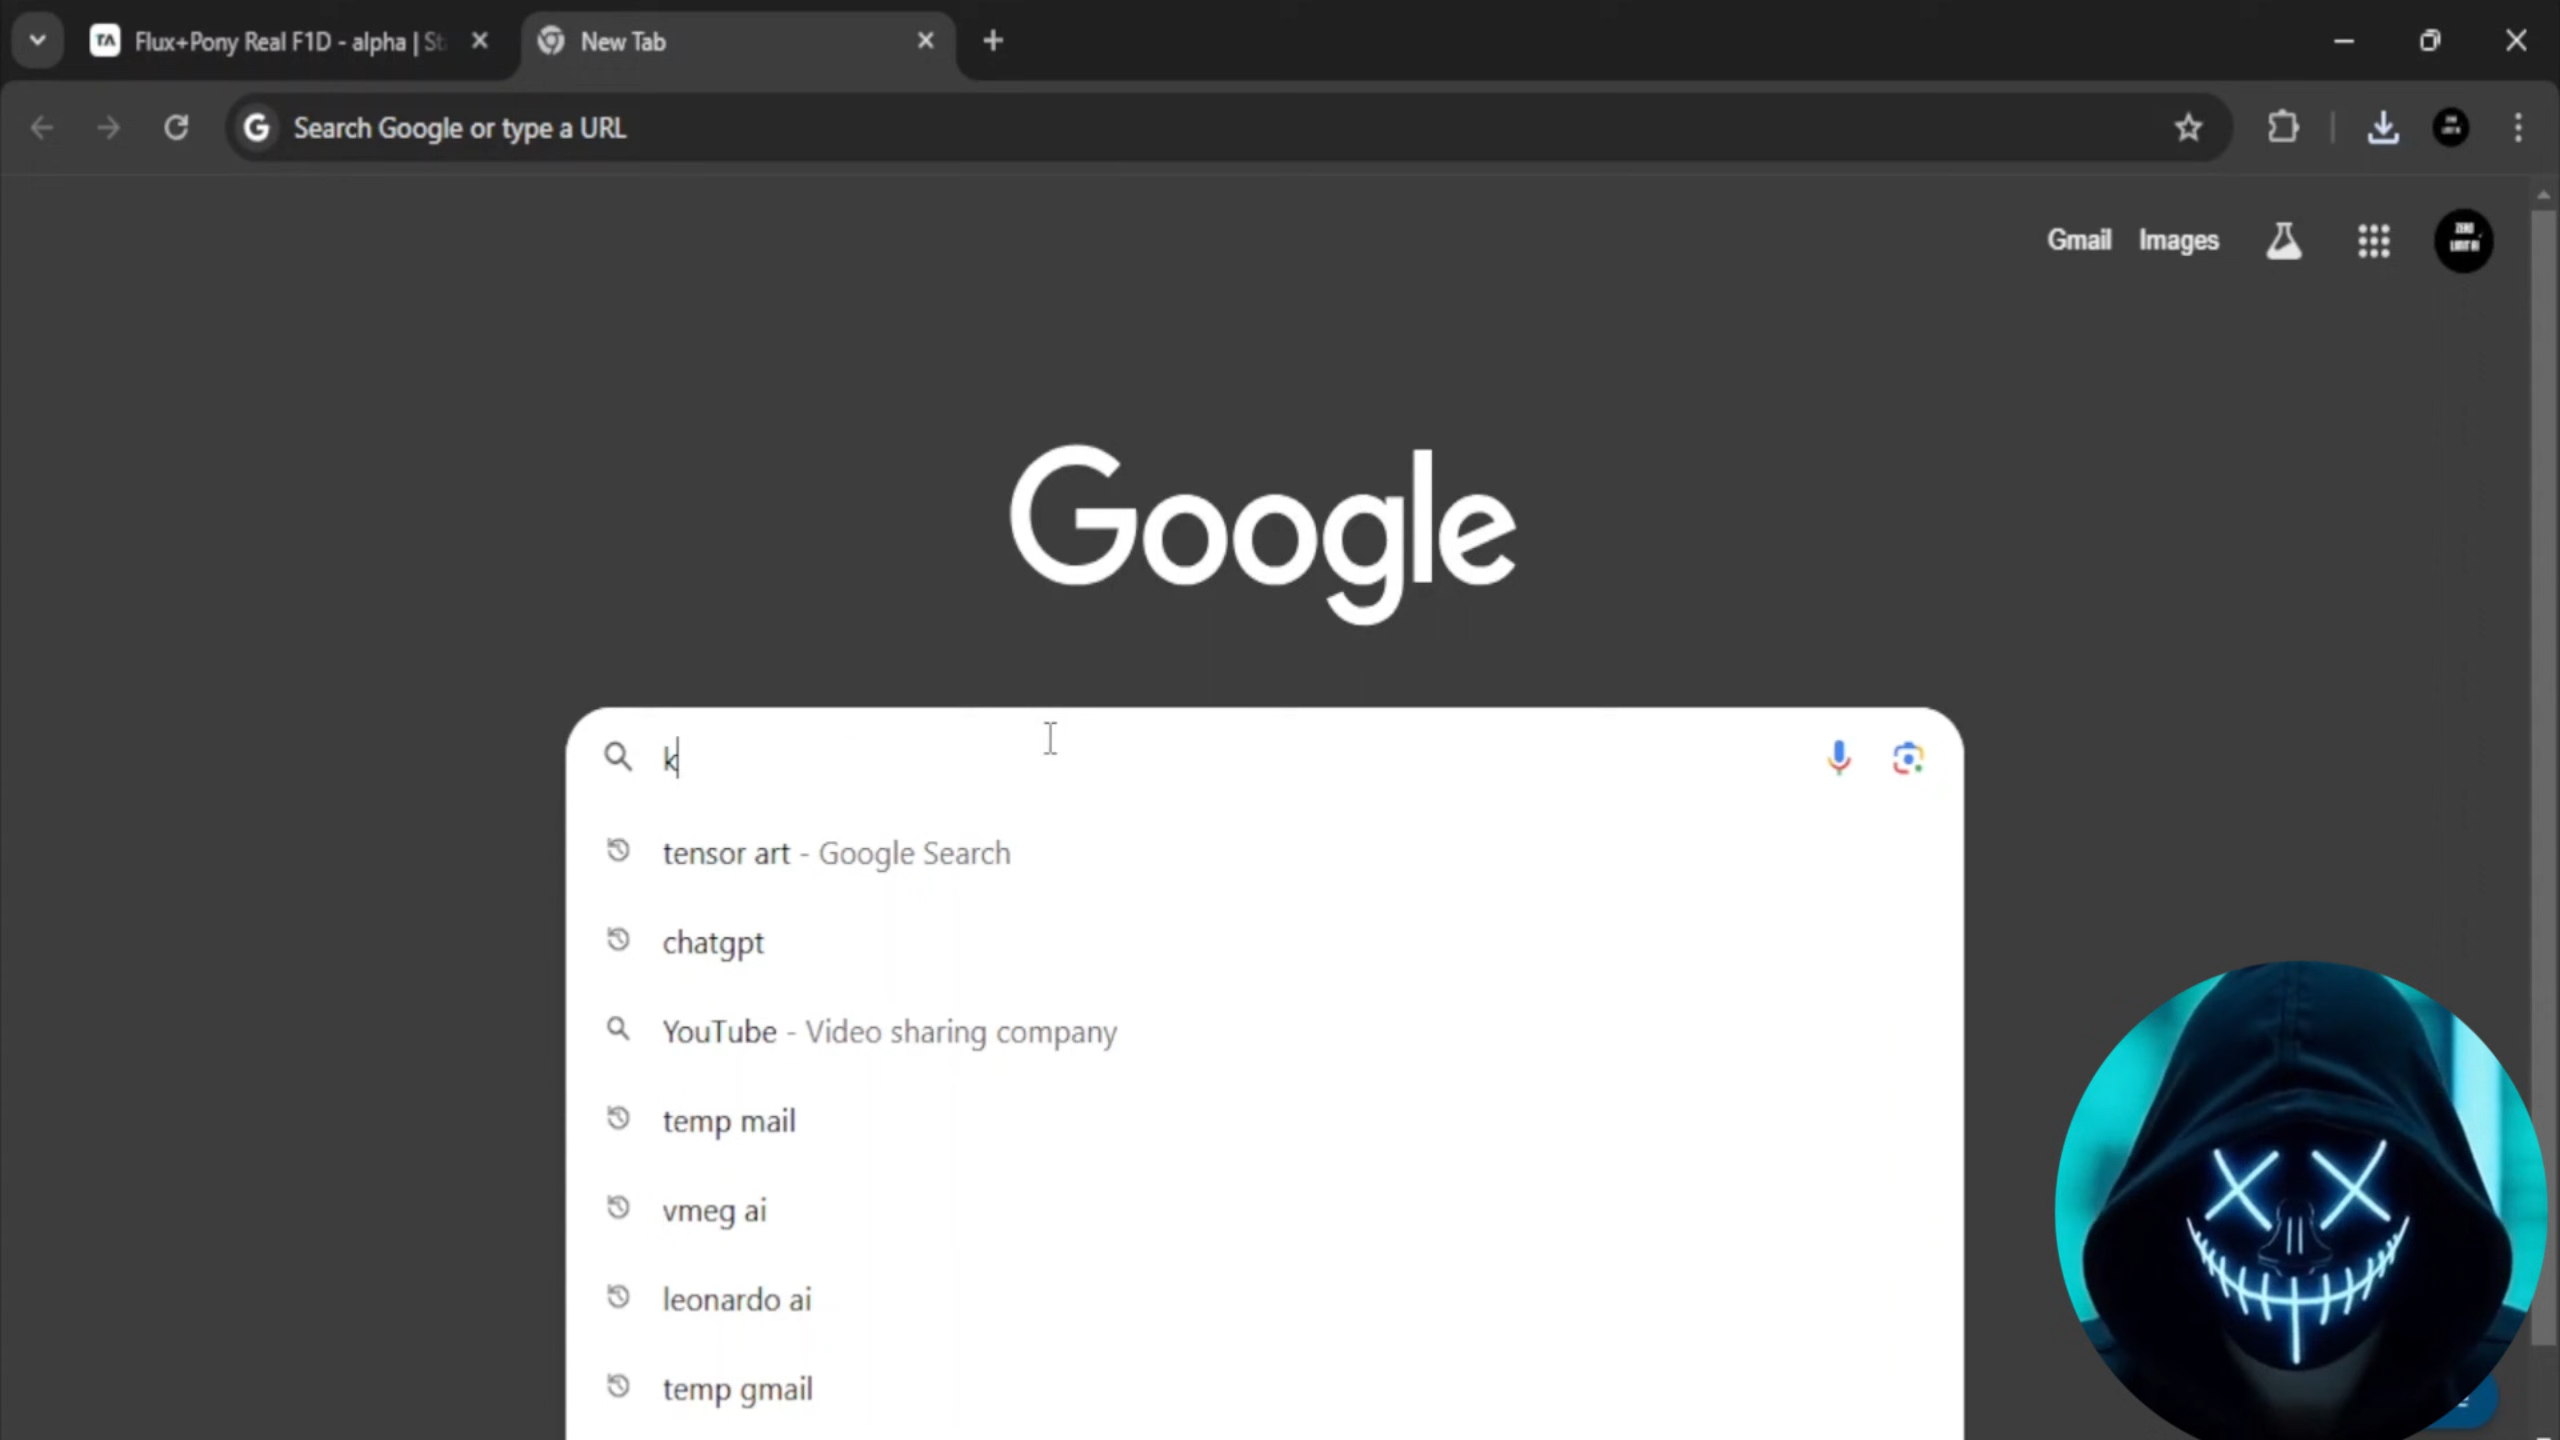 Flux+Pony Real F1D - alpha | St
New Tab
Search Google or type a URL
Gmail Images
ZERO
Google
k
tensor art - Google Search
chatgpt
YouTube - Video sharing company
temp mail
vmeg ai
leonardo ai
temp gmail